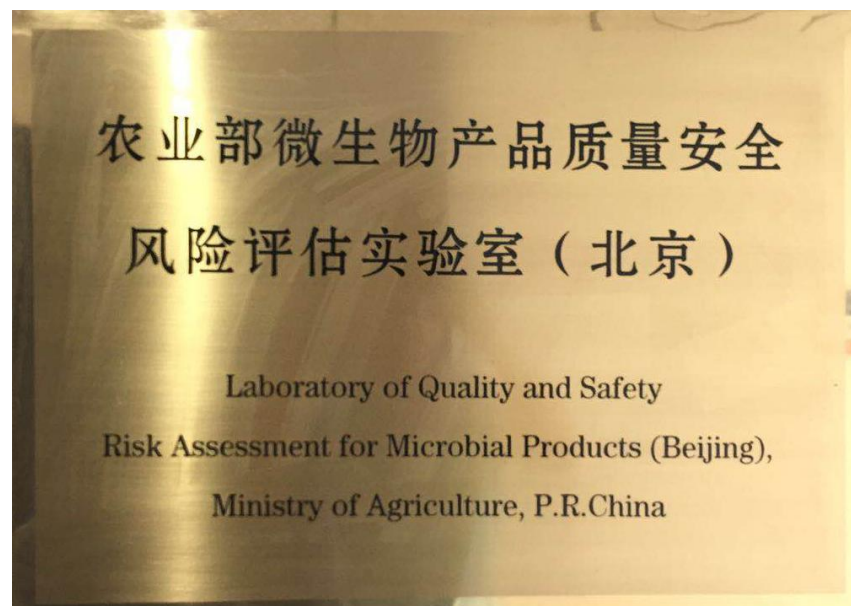 农业部微生物产品质量安全
风险评估实验室（北京）
Laboratory of Quality and Safety
Risk Assessment for Microbial Products (Beijing),
Ministry of Agriculture, P.R.China